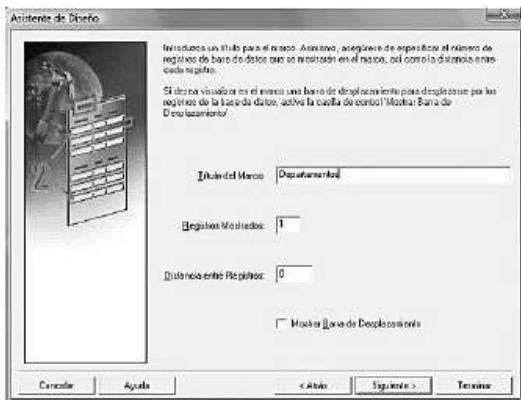 Asistente de Diseño
Introduzca un título para el marco. Asimismo, asegúrese de especificar el número de
registros de base de datos que se mostrarán en el marco, así como la distancia entre
cada registro.
Si desea visualizar en el marco una barra de desplazamiento para desplazarse por los
registros de la base de datos, active la casilla de control 'Mostrar Barra de
Desplazamiento'
Título del Marco: Departamentos
Registros Mostrados: 1
Distancia entre Registros: 0
Mostrar Barra de Desplazamiento
Cancelar Ayuda < Atrás Siguiente > Terminar